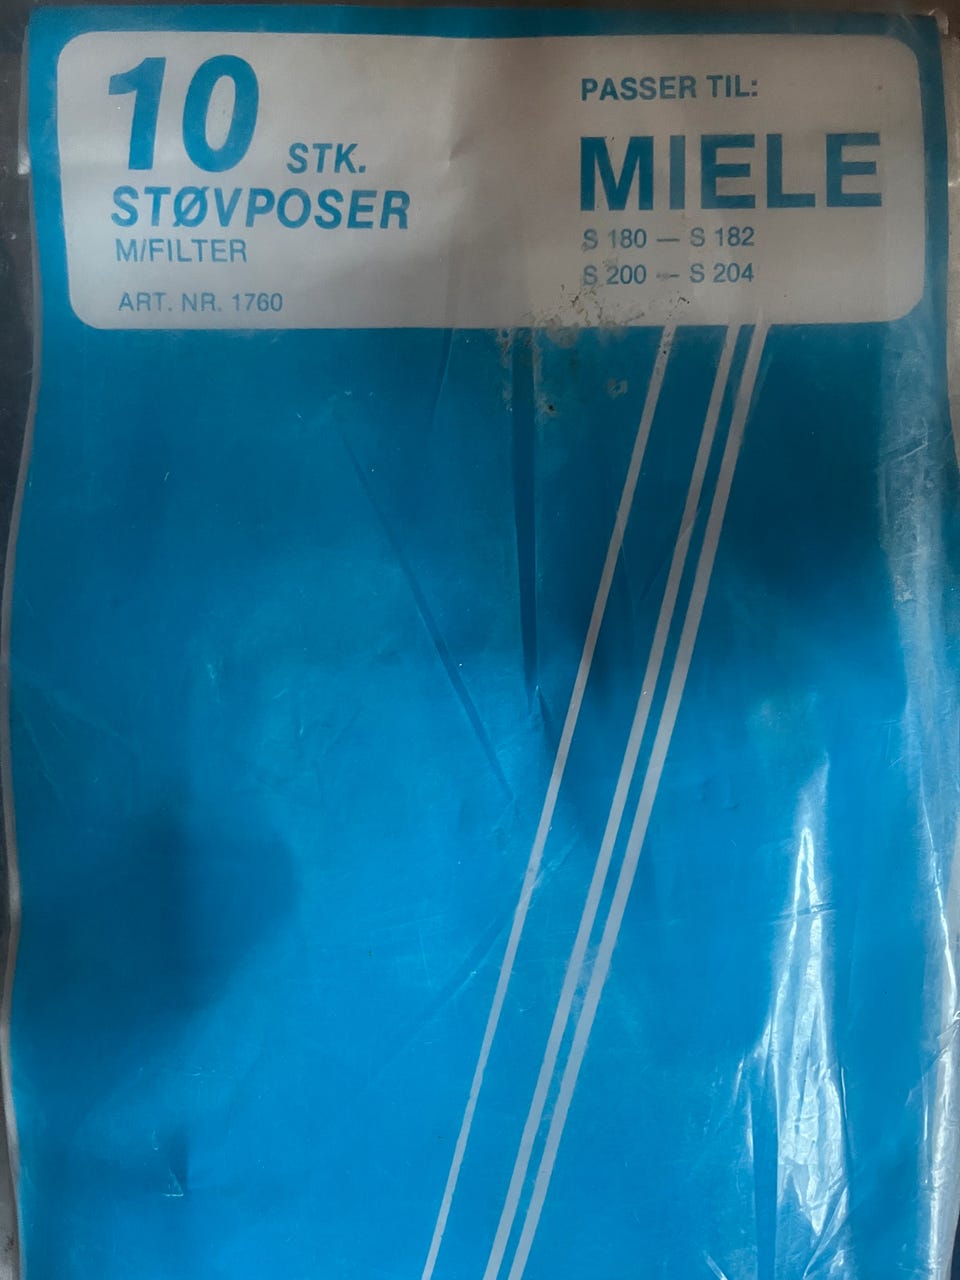 10 STK.
STØVPOSER
M/FILTER
ART. NR. 1760
PASSER TIL:
MIELE
S 180 — S 182
S 200 — S 204